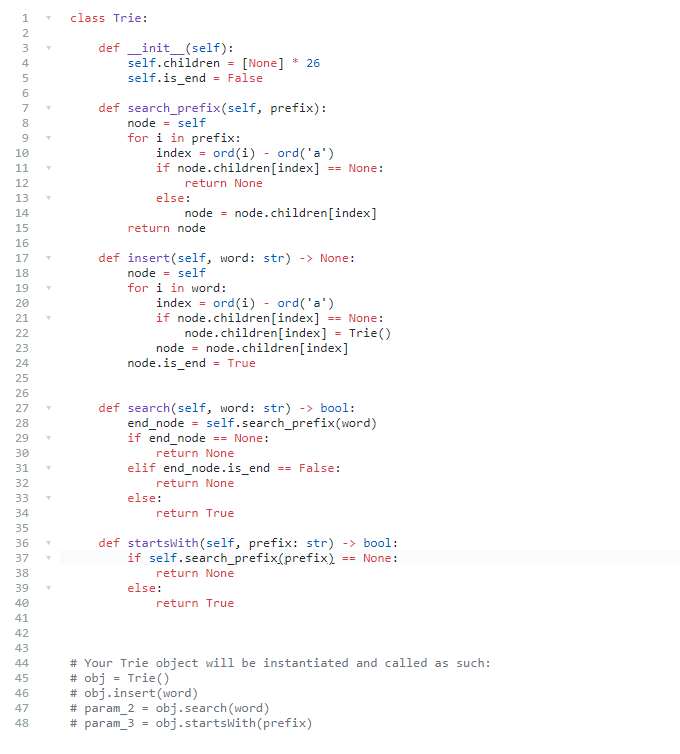 1 class Trie:
2
3     def __init__(self):
4         self.children = [None] * 26
5         self.is_end = False
6
7     def search_prefix(self, prefix):
8         node = self
9         for i in prefix:
10             index = ord(i) - ord('a')
11             if node.children[index] == None:
12                 return None
13             else:
14                 node = node.children[index]
15         return node
16
17     def insert(self, word: str) -> None:
18         node = self
19         for i in word:
20             index = ord(i) - ord('a')
21             if node.children[index] == None:
22                 node.children[index] = Trie()
23             node = node.children[index]
24         node.is_end = True
25
26
27     def search(self, word: str) -> bool:
28         end_node = self.search_prefix(word)
29         if end_node == None:
30             return None
31         elif end_node.is_end == False:
32             return None
33         else:
34             return True
35
36     def startsWith(self, prefix: str) -> bool:
37         if self.search_prefix(prefix) == None:
38             return None
39         else:
40             return True
41
42
43
44 # Your Trie object will be instantiated and called as such:
45 # obj = Trie()
46 # obj.insert(word)
47 # param_2 = obj.search(word)
48 # param_3 = obj.startsWith(prefix)